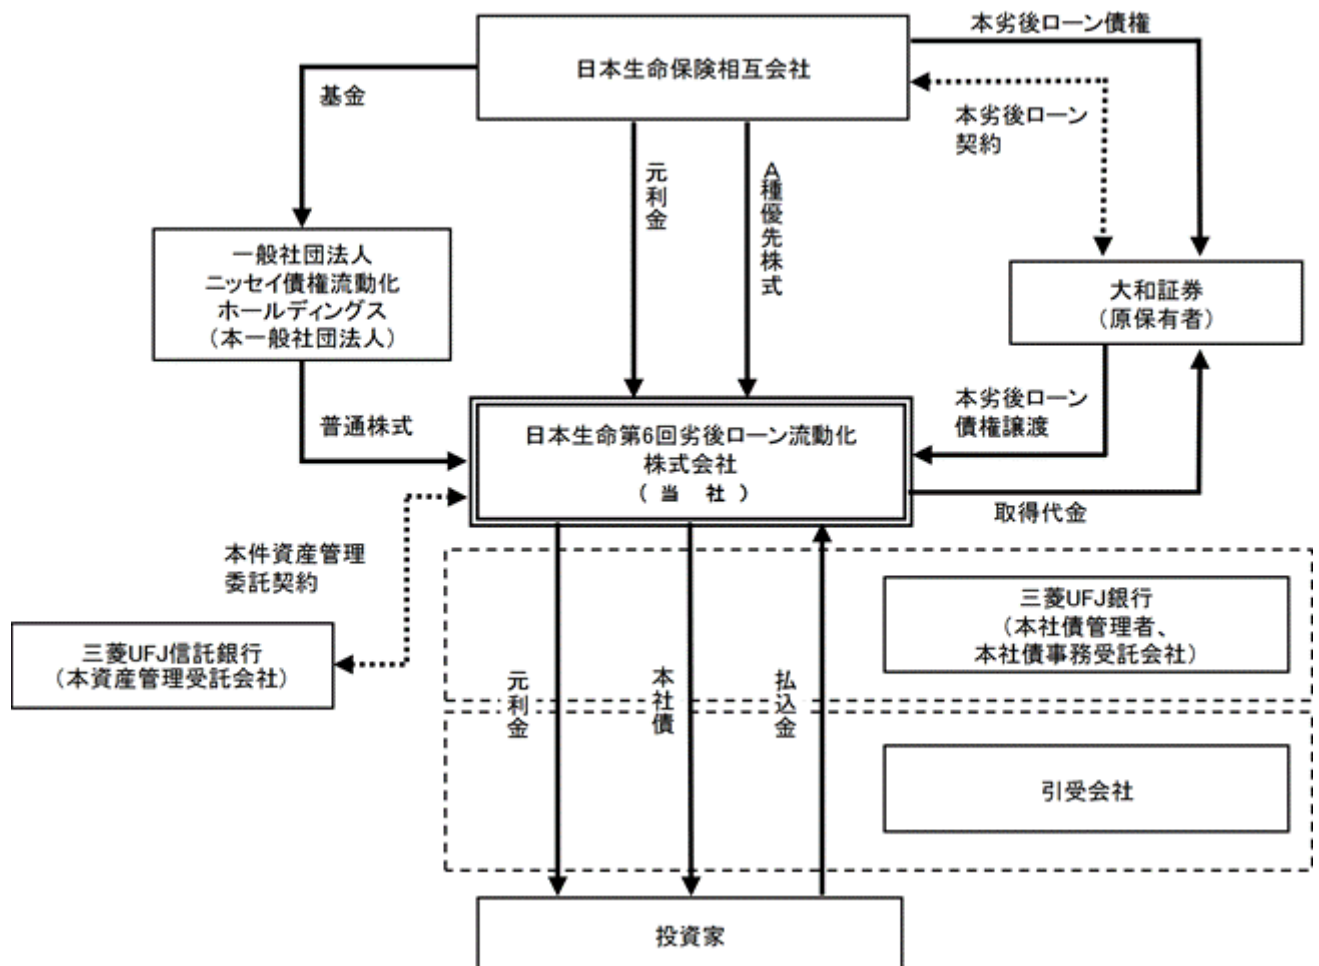 本劣後ローン債権
日本生命保険相互会社
基金
本劣後ローン
契約
元利金
A種優先株式
一般社団法人
ニッセイ債権流動化
ホールディングス
（本一般社団法人）
大和証券
（原保有者）
普通株式
本劣後ローン
債権譲渡
日本生命第6回劣後ローン流動化
株式会社
（ 当 社 ）
取得代金
本件資産管理
委託契約
三菱UFJ銀行
（本社債管理者、
本社債事務受託会社）
三菱UFJ信託銀行
（本資産管理受託会社）
元利金
本社債
払込金
引受会社
投資家